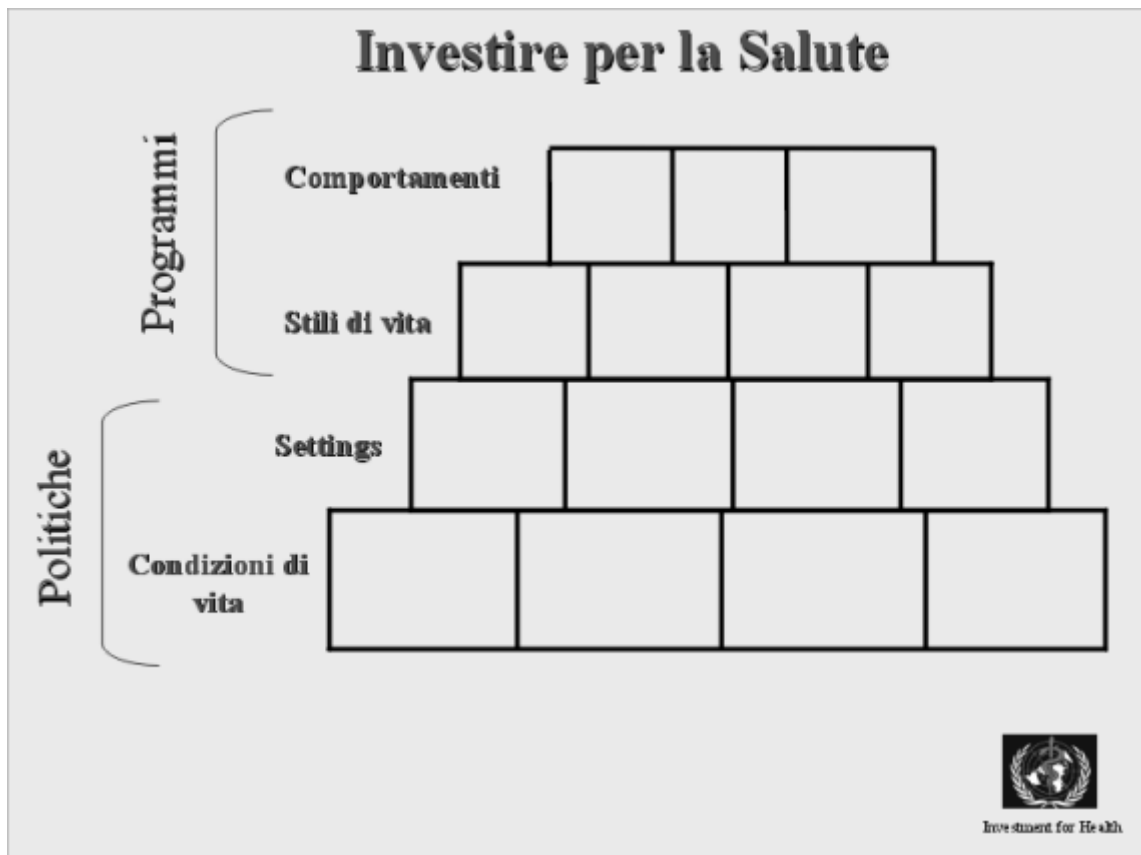 Investire per la Salute
Programmi
Comportamenti
Stili di vita
Politiche
Settings
Condizioni di
vita
Investment for Health